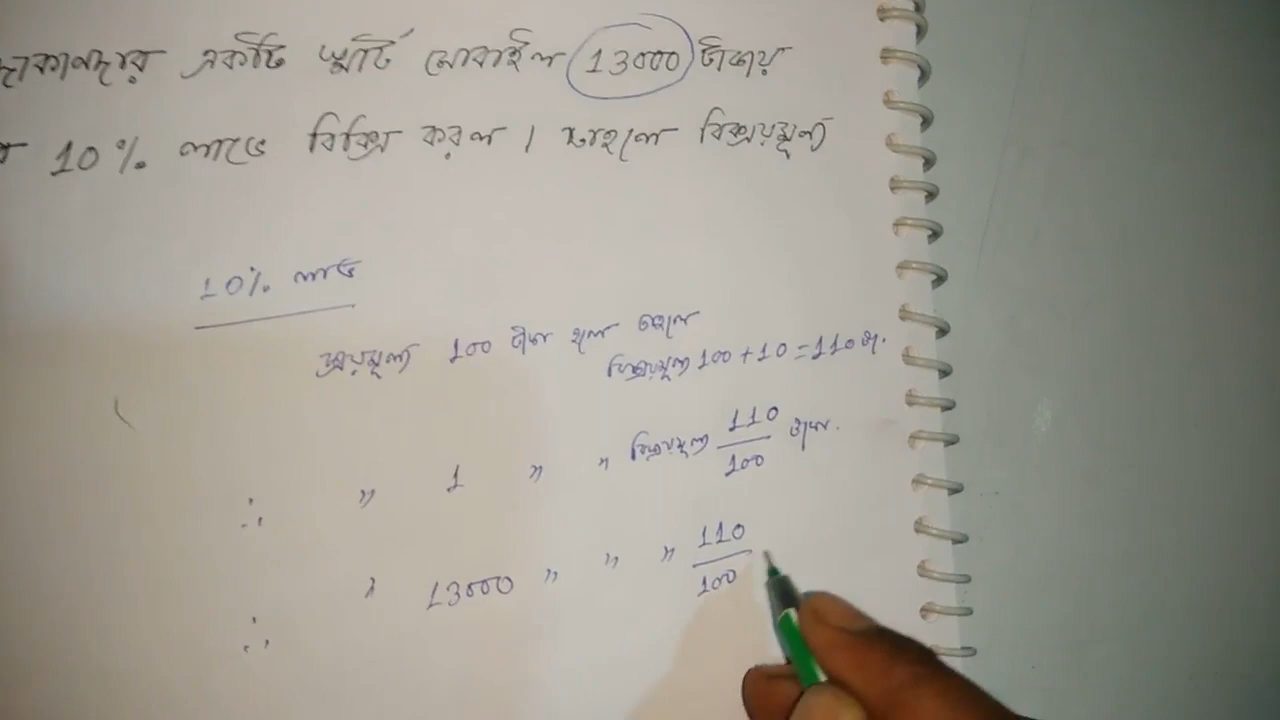 দোকানদার একটি স্মার্ট মোবাইল 13000 টাকায়
10% লাভে বিক্রি করল। তাহলে বিক্রয়মূল্য
10% লাভে
ক্রয়মূল্য 100 টাকা হলে তাহলে
বিক্রয়মূল্য 100 + 10 = 110 টা.
∴ " 1 " " বিক্রয়মূল্য 110/100 টাকা.
∴ " 13000 " " " 110/100